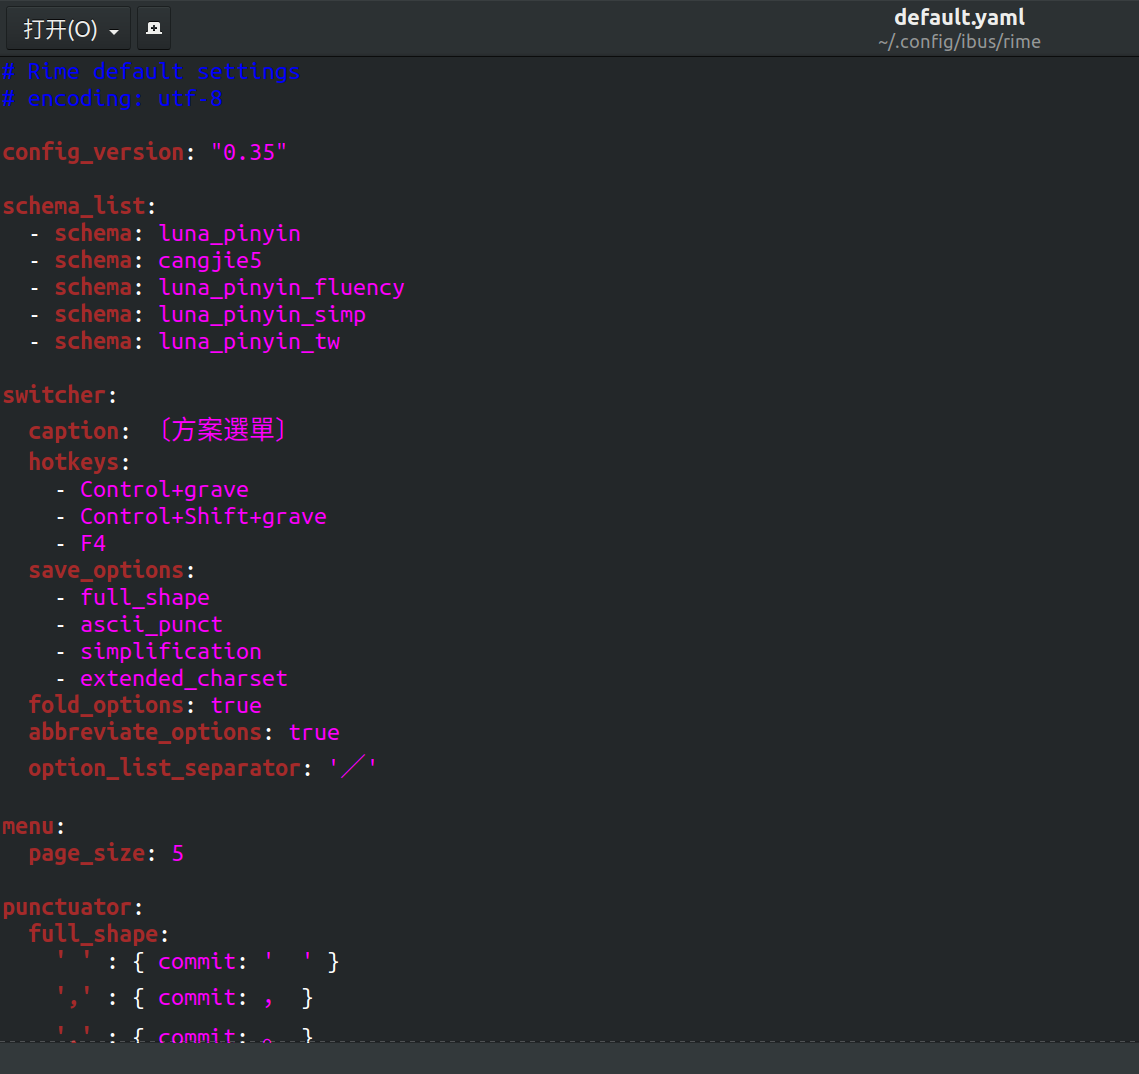 打开(O)
default.yaml
~/.config/ibus/rime
# Rime default settings
# encoding: utf-8
config_version: "0.35"
schema_list:
  - schema: luna_pinyin
  - schema: cangjie5
  - schema: luna_pinyin_fluency
  - schema: luna_pinyin_simp
  - schema: luna_pinyin_tw
switcher:
  caption: 〔方案選單〕
  hotkeys:
    - Control+grave
    - Control+Shift+grave
    - F4
  save_options:
    - full_shape
    - ascii_punct
    - simplification
    - extended_charset
  fold_options: true
  abbreviate_options: true
  option_list_separator: '／'
menu:
  page_size: 5
punctuator:
  full_shape:
    ' ' : { commit: '　' }
    ',' : { commit: ， }
    '.' : { commit: 。 }